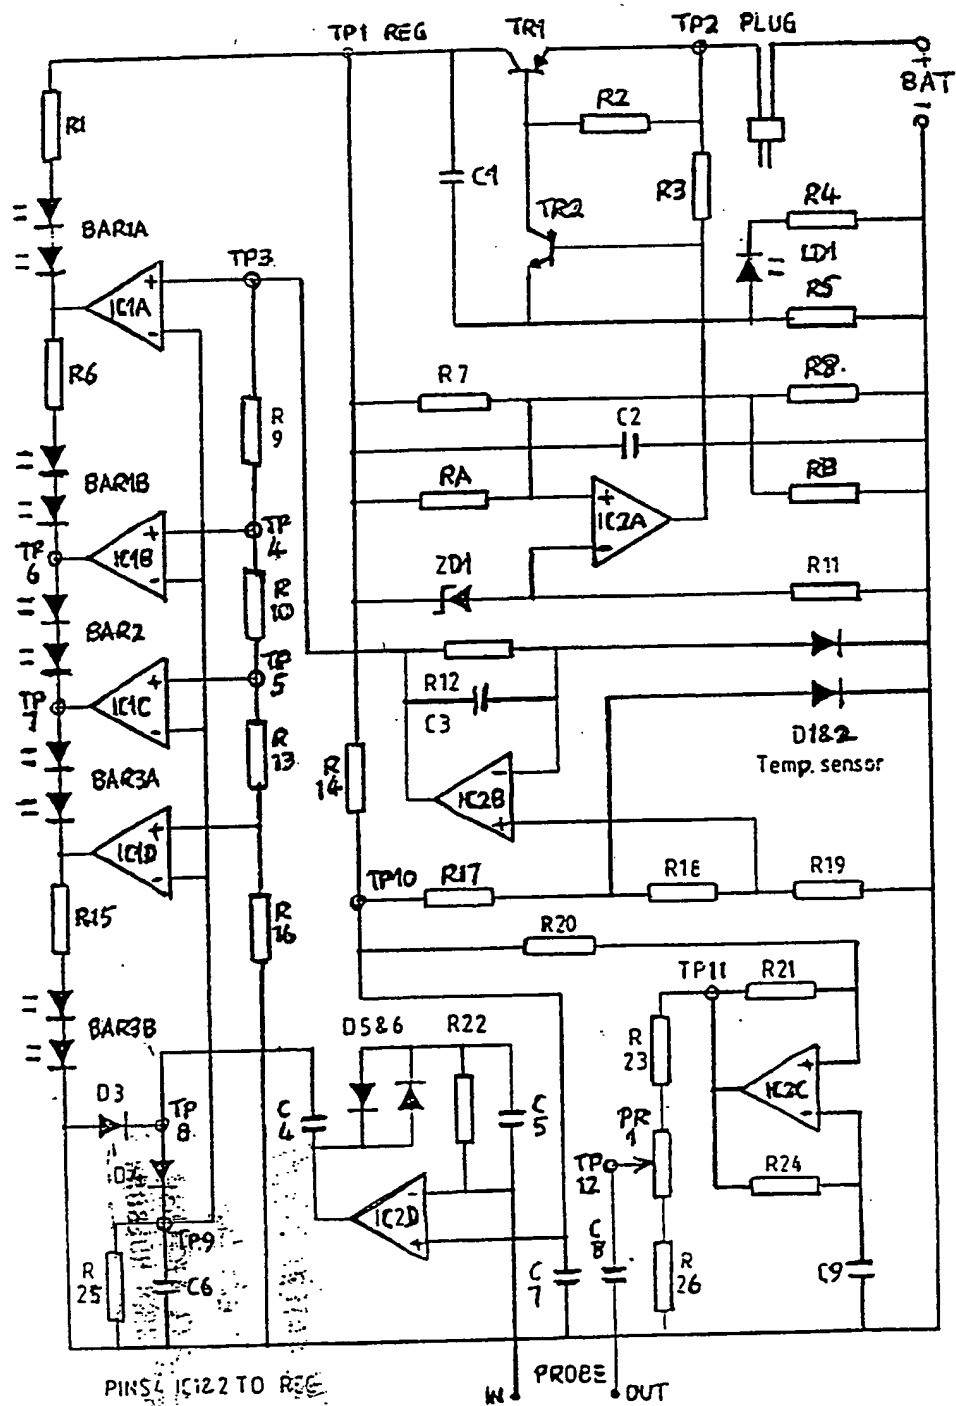 TP1 REG
TR1
TP2 PLUG
+
BAT
−
R1
R2
C1
R3
R4
TR2
LD1
BAR1A
TP3
R5
IC1A
+
-
R6
R7
R8.
R
9
C2
BAR1B
RA
RB
+
IC2A
-
TP
6
IC1B
+
-
TP
4
ZD1
R11
R
10
BAR2
TP
5
R12
C3
D1&2
Temp. sensor
TP
7
IC1C
+
-
R
13
R
14
BAR3A
IC2B
-
+
IC1D
+
-
TP10
R17
R18
R19
R15
R
16
R20
TP11
R21
D5&6
R22
BAR3B
R
23
IC2C
+
-
D3
TP
8
C
4
C
5
PR
1
TP
12
R24
D4
IC2D
-
+
TP9
R
25
C6
C
7
C
8
R
26
C9
PINS4 IC1&2 TO REG
IN
PROBE
OUT